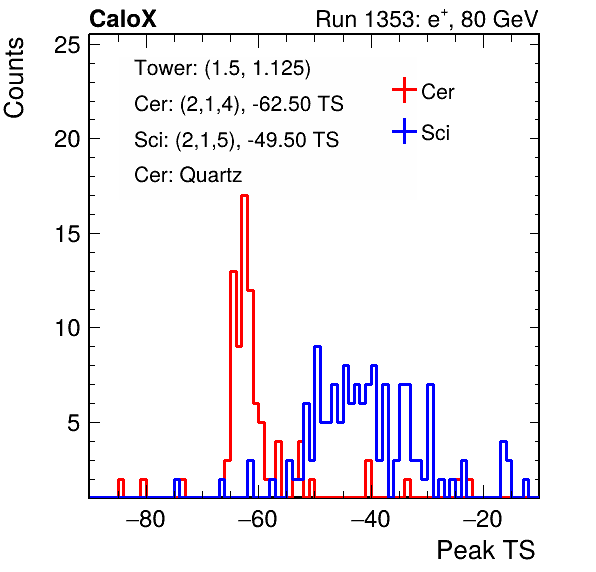 CaloX Run 1353: e⁺, 80 GeV
Counts
25
20
15
10
5
Tower: (1.5, 1.125)
Cer: (2,1,4), -62.50 TS
Sci: (2,1,5), -49.50 TS
Cer: Quartz
Cer
Sci
−80 −60 −40 −20
Peak TS